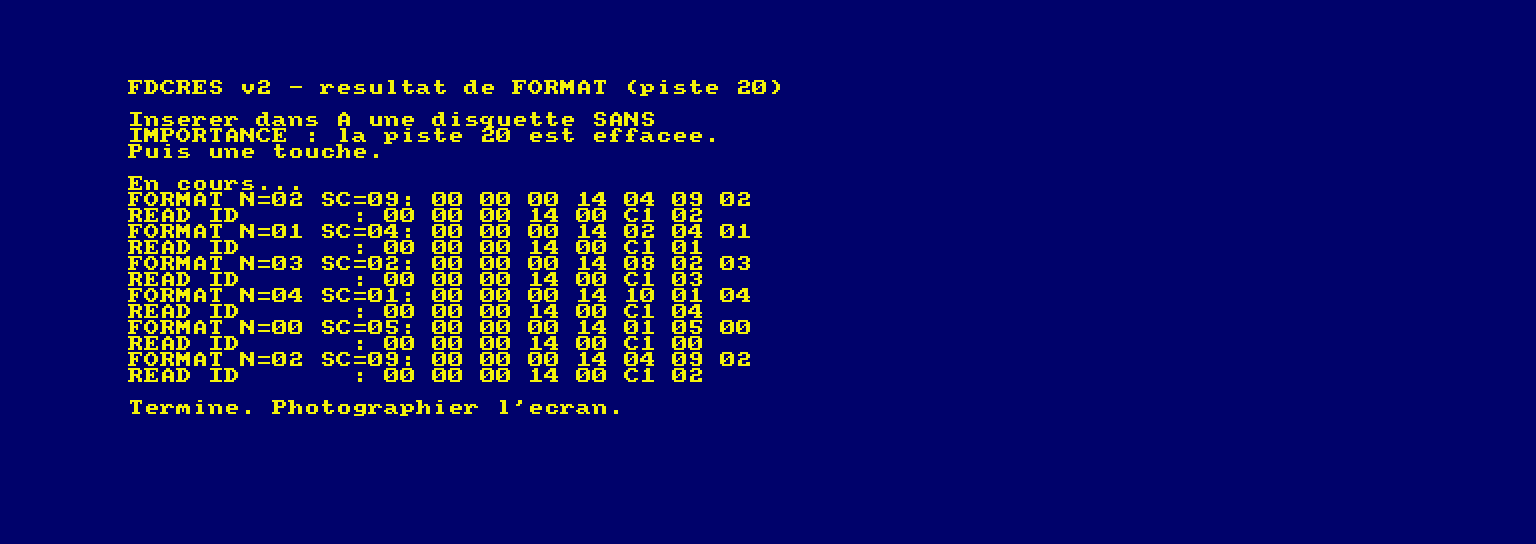 FDCRES v2 - resultat de FORMAT (piste 20)
Inserer dans A une disquette SANS
IMPORTANCE : la piste 20 est effacee.
Puis une touche.
En cours...
FORMAT N=02 SC=09: 00 00 00 14 04 09 02
READ ID       : 00 00 00 14 00 C1 02
FORMAT N=01 SC=04: 00 00 00 14 02 04 01
READ ID       : 00 00 00 14 00 C1 01
FORMAT N=03 SC=02: 00 00 00 14 08 02 03
READ ID       : 00 00 00 14 00 C1 03
FORMAT N=04 SC=01: 00 00 00 14 10 01 04
READ ID       : 00 00 00 14 00 C1 04
FORMAT N=00 SC=05: 00 00 00 14 01 05 00
READ ID       : 00 00 00 14 00 C1 00
FORMAT N=02 SC=09: 00 00 00 14 04 09 02
READ ID       : 00 00 00 14 00 C1 02
Termine. Photographier l'ecran.